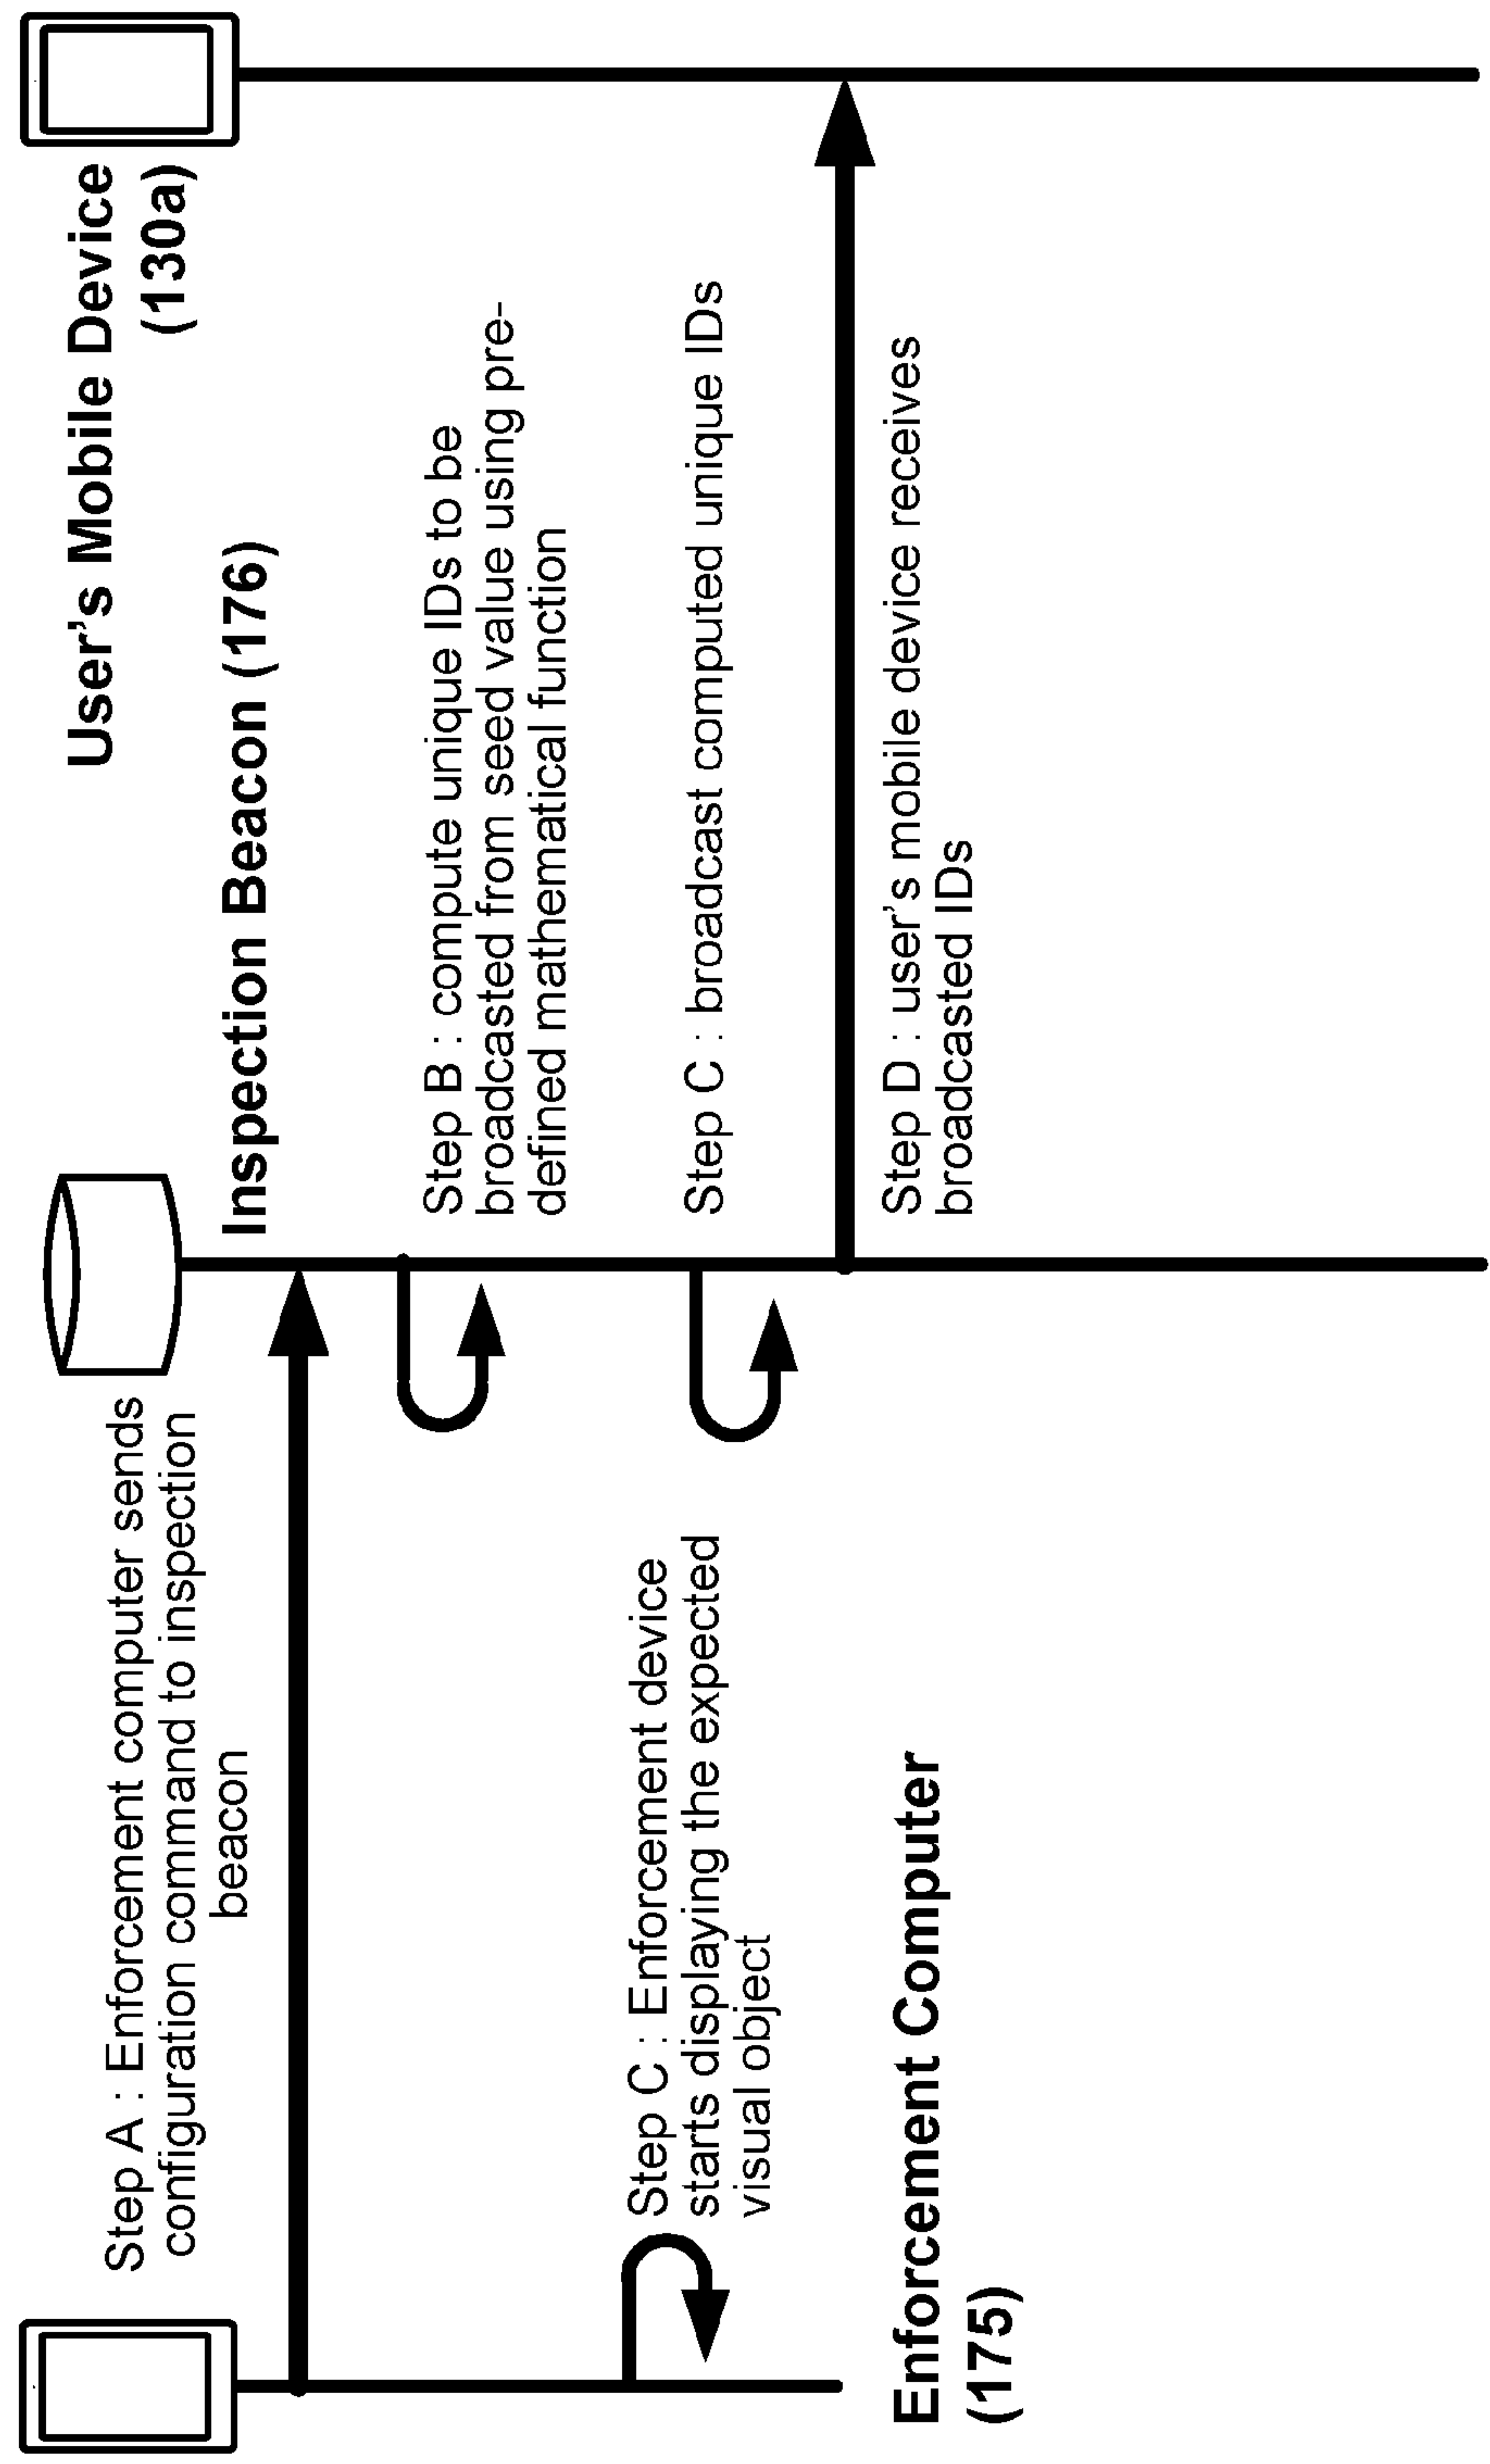 User's Mobile Device
(130a)
Inspection Beacon (176)
Step A : Enforcement computer sends
configuration command to inspection
beacon
Step B : compute unique IDs to be
broadcasted from seed value using pre-
defined mathematical function
Step C : Enforcement device
starts displaying the expected
visual object
Step C : broadcast computed unique IDs
Step D : user's mobile device receives
broadcasted IDs
Enforcement Computer
(175)